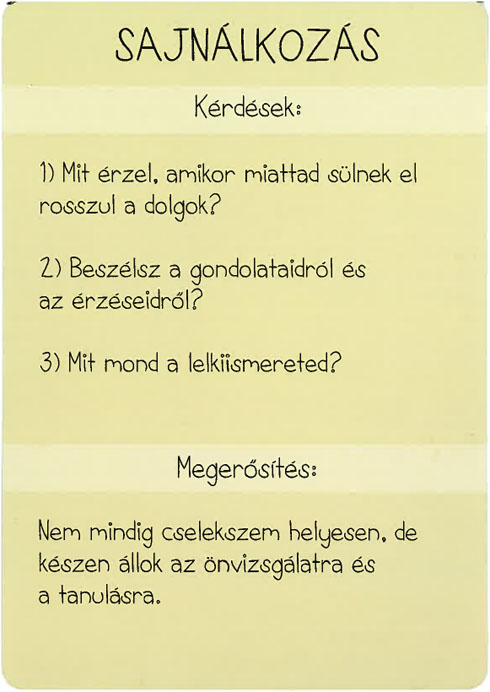 SAJNÁLKOZÁS
Kérdések:
1) Mit érzel, amikor miattad sülnek el
rosszul a dolgok?
2) Beszélsz a gondolataidról és
az érzéseidről?
3) Mit mond a lelkiismereted?
Megerősítés:
Nem mindig cselekszem helyesen, de
készen állok az önvizsgálatra és
a tanulásra.